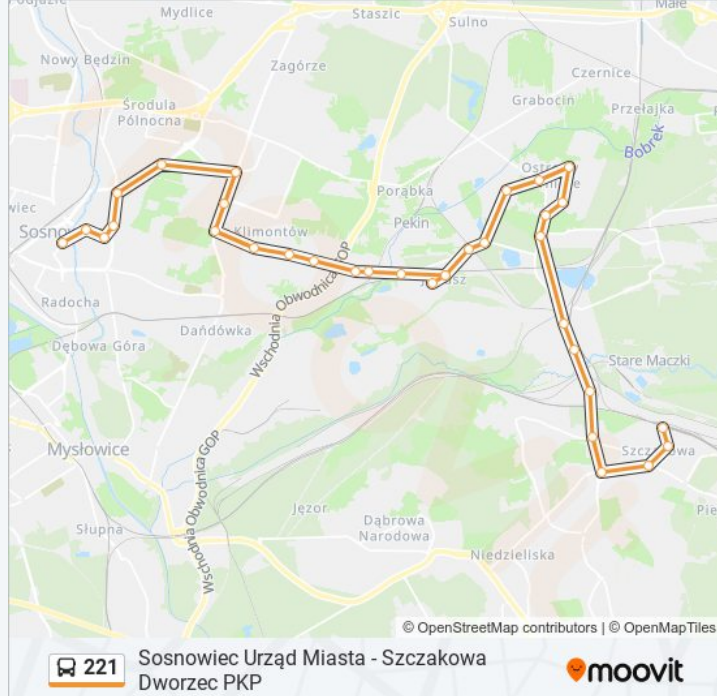 Mydlice
Staszic
Sulno
Małe
Nowy Będzin
Zagórze
Czernice
Środula
Północna
Grabocin
Przełajka
Bobrek
Porąbka
Pekin
Klimontów
Radocha
Dańdówka
Wschodnia Obwodnica GOP
Dębowa Góra
Stare Maczki
Mysłowice
Wschodnia Obwodnica GOP
Jęzor
Dąbrowa
Narodowa
Słupna
Niedzieliska
© OpenStreetMap contributors | © OpenMapTiles
221
Sosnowiec Urząd Miasta - Szczakowa
Dworzec PKP
moovit